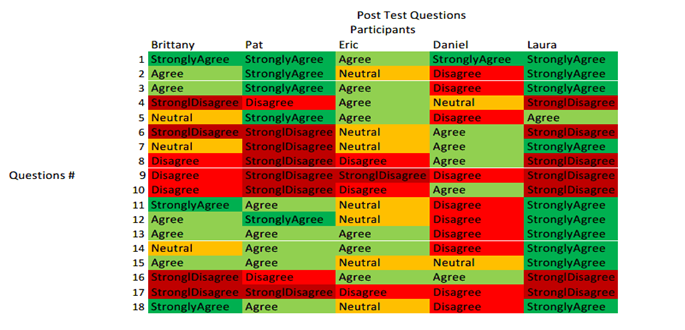 Post Test Questions
Participants
Brittany Pat Eric Daniel Laura
1 StronglyAgree StronglyAgree Agree StronglyAgree StronglyAgree
2 Agree StronglyAgree Neutral Disagree StronglyAgree
3 Agree StronglyAgree Agree Disagree StronglyAgree
4 StronglDisagree Disagree Agree Neutral StronglDisagree
5 Neutral StronglyAgree Agree Disagree Agree
6 StronglDisagree StronglDisagree Neutral Agree StronglDisagree
7 Neutral StronglDisagree Neutral Agree StronglyAgree
8 Disagree StronglDisagree Disagree Agree StronglDisagree
Questions # 9 Disagree StronglDisagree StronglDisagree Disagree StronglDisagree
10 Disagree StronglDisagree Disagree Agree StronglDisagree
11 StronglyAgree Agree Neutral Disagree StronglyAgree
12 Agree StronglyAgree Neutral Disagree StronglyAgree
13 Agree Agree Agree Disagree StronglyAgree
14 Neutral Agree Agree Disagree StronglyAgree
15 Agree Agree Neutral Neutral StronglyAgree
16 StronglDisagree Disagree Agree Agree StronglDisagree
17 StronglDisagree StronglDisagree Disagree Disagree StronglDisagree
18 StronglyAgree Agree Neutral Disagree StronglyAgree